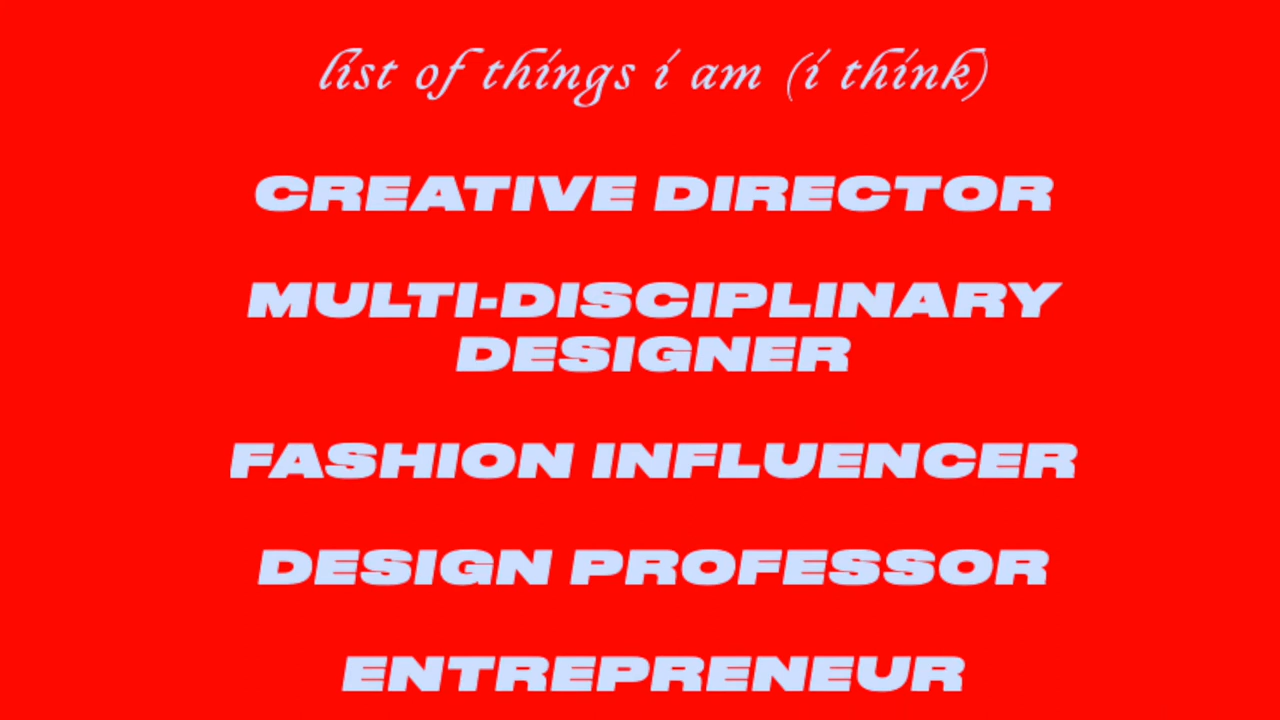 list of things i am (i think)
CREATIVE DIRECTOR
MULTI-DISCIPLINARY
DESIGNER
FASHION INFLUENCER
DESIGN PROFESSOR
ENTREPRENEUR